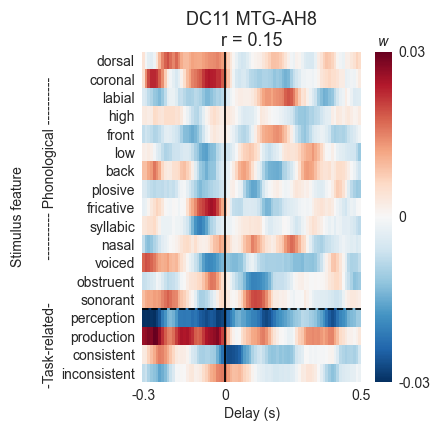 DC11 MTG-AH8
r = 0.15
w
dorsal
coronal
labial
high
front
low
back
plosive
fricative
syllabic
nasal
voiced
obstruent
sonorant
perception
production
consistent
inconsistent
Stimulus feature
-Task-related- ---------- Phonological ----------
0.03
0
-0.03
-0.3 0 0.5
Delay (s)